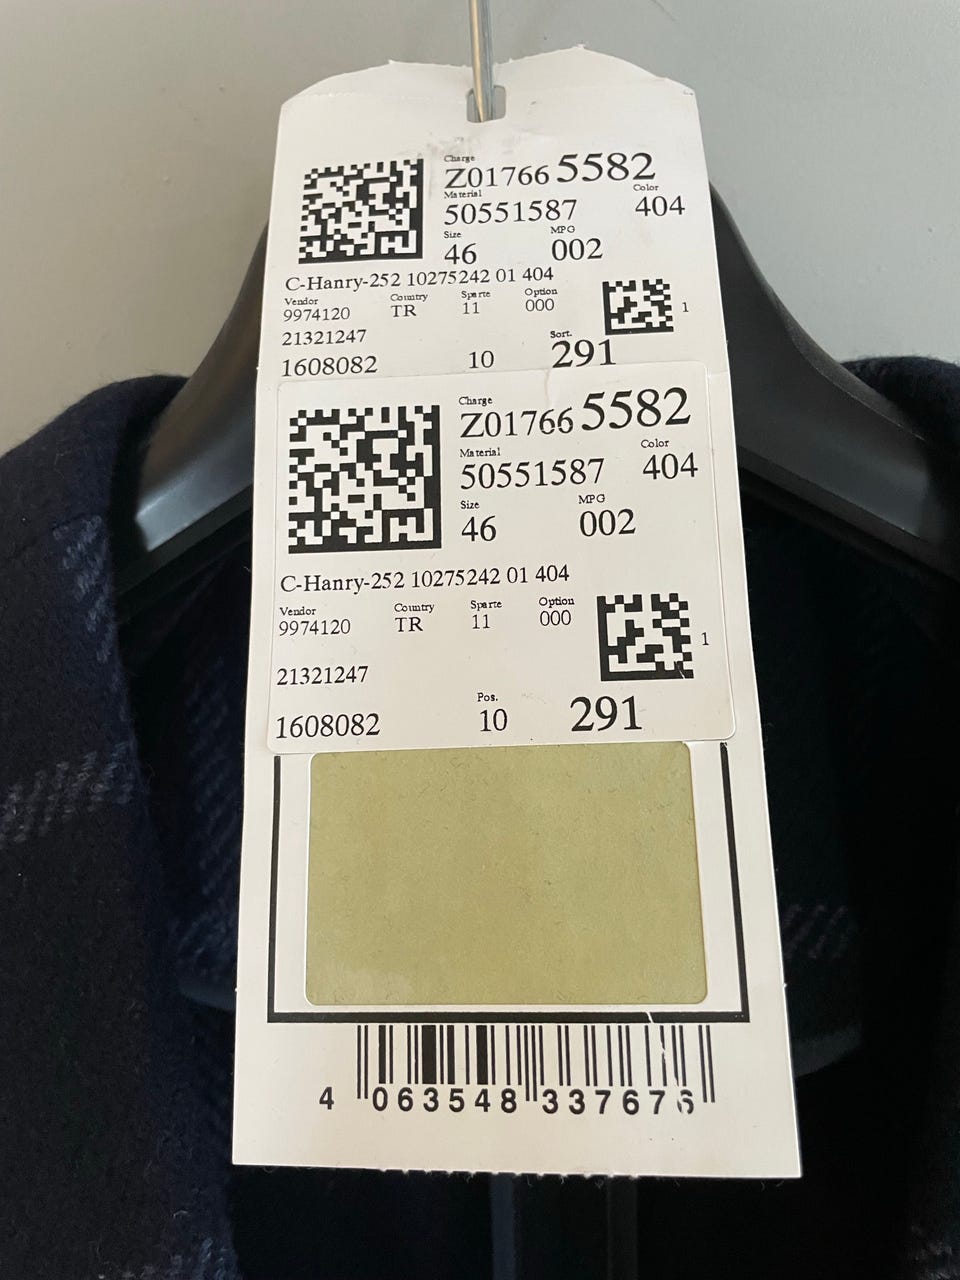 Charge
Z01766 5582
Material Color
50551587 404
Size MPG
46 002
C-Hanry-252 10275242 01 404
Vendor Country Sparte Option
9974120 TR 11 000
1
21321247
Sort.
1608082 10 291
Charge
Z01766 5582
Material Color
50551587 404
Size MPG
46 002
C-Hanry-252 10275242 01 404
Vendor Country Sparte Option
9974120 TR 11 000
1
21321247
Pos.
1608082 10 291
4 063548 337676